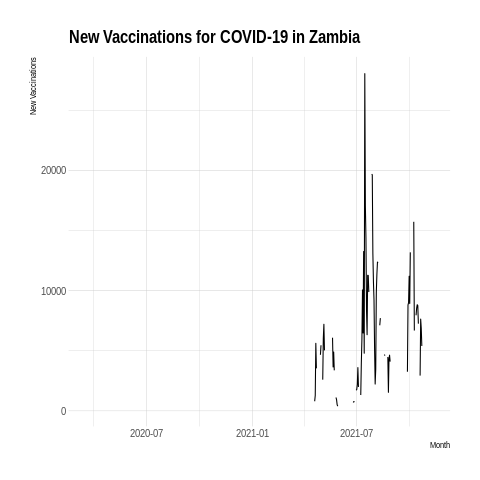 New Vaccinations for COVID-19 in Zambia
New Vaccinations
20000
10000
0
2020-07
2021-01
2021-07
Month